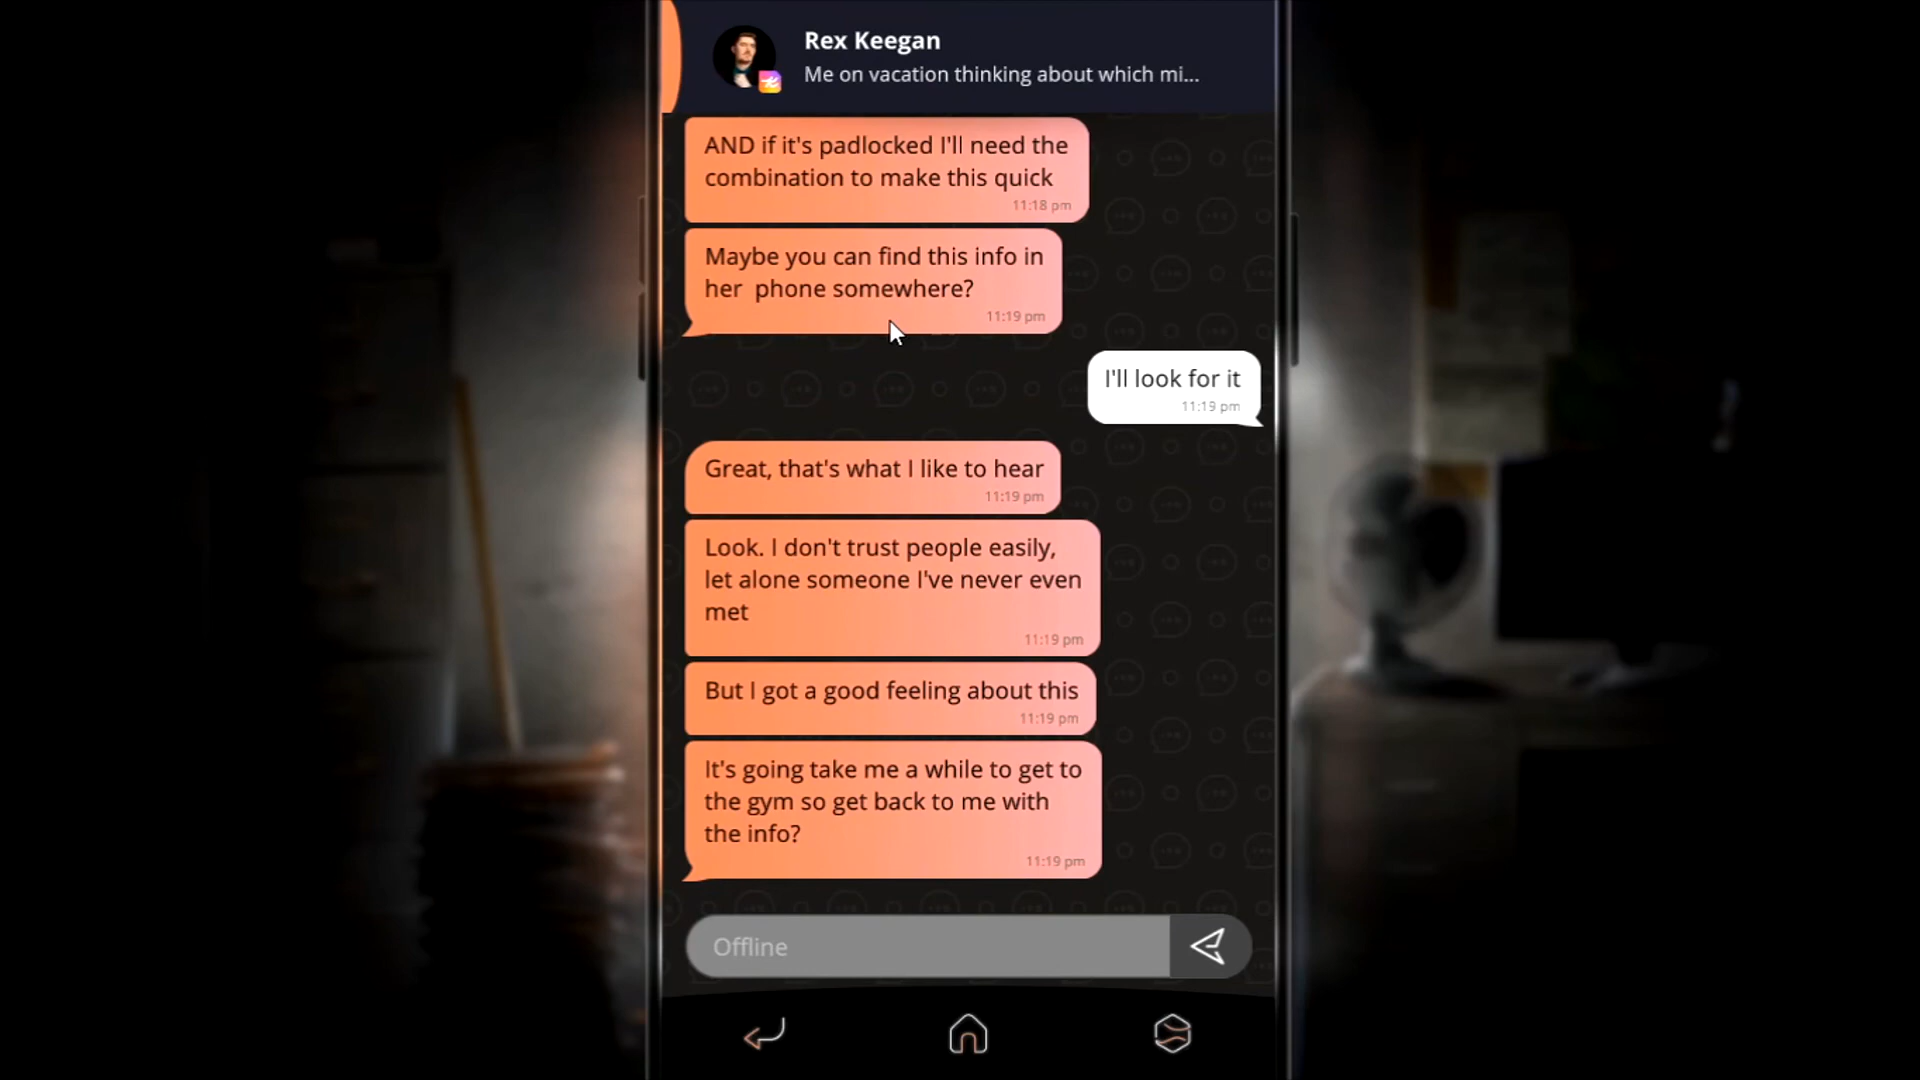 Rex Keegan
Me on vacation thinking about which mi...
AND if it's padlocked I'll need the
combination to make this quick
11:18 pm
Maybe you can find this info in
her  phone somewhere?
11:19 pm
I'll look for it
11:19 pm
Great, that's what I like to hear
11:19 pm
Look. I don't trust people easily,
let alone someone I've never even
met
11:19 pm
But I got a good feeling about this
11:19 pm
It's going take me a while to get to
the gym so get back to me with
the info?
11:19 pm
Offline